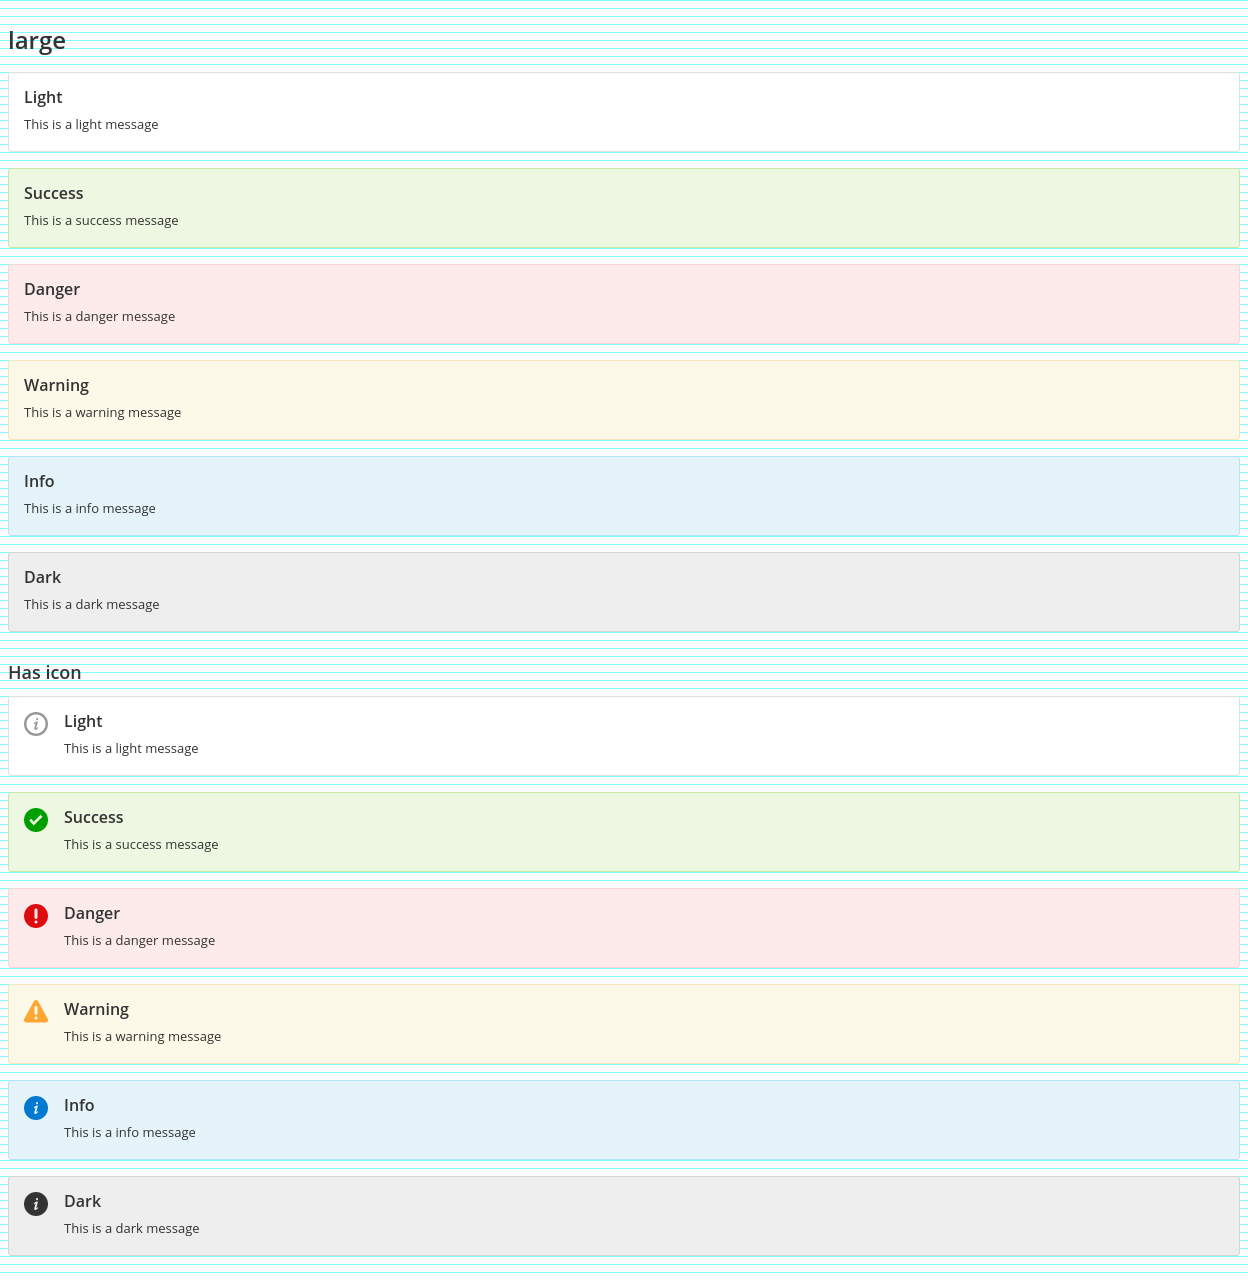 large
Light
This is a light message
Success
This is a success message
Danger
This is a danger message
Warning
This is a warning message
Info
This is a info message
Dark
This is a dark message
Has icon
Light
This is a light message
Success
This is a success message
Danger
This is a danger message
Warning
This is a warning message
Info
This is a info message
Dark
This is a dark message